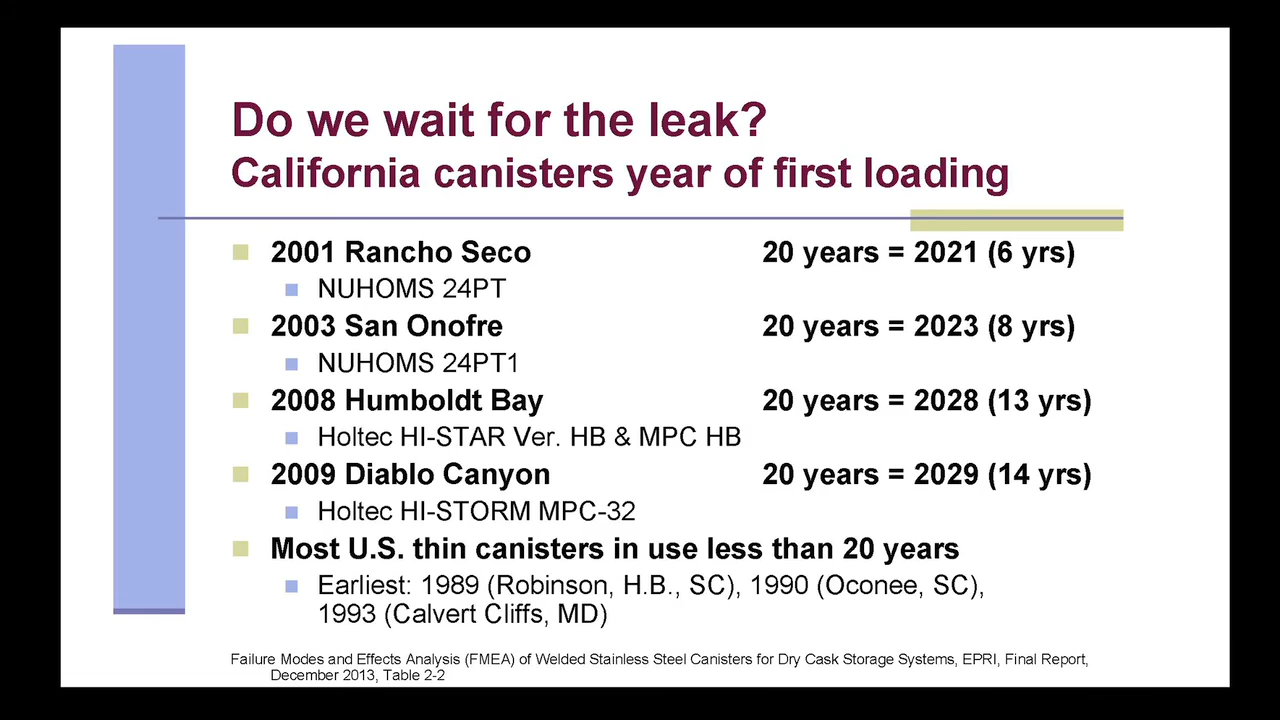 Do we wait for the leak?
California canisters year of first loading
2001 Rancho Seco 20 years = 2021 (6 yrs)
NUHOMS 24PT
2003 San Onofre 20 years = 2023 (8 yrs)
NUHOMS 24PT1
2008 Humboldt Bay 20 years = 2028 (13 yrs)
Holtec HI-STAR Ver. HB & MPC HB
2009 Diablo Canyon 20 years = 2029 (14 yrs)
Holtec HI-STORM MPC-32
Most U.S. thin canisters in use less than 20 years
Earliest: 1989 (Robinson, H.B., SC), 1990 (Oconee, SC),
1993 (Calvert Cliffs, MD)
Failure Modes and Effects Analysis (FMEA) of Welded Stainless Steel Canisters for Dry Cask Storage Systems, EPRI, Final Report,
December 2013, Table 2-2